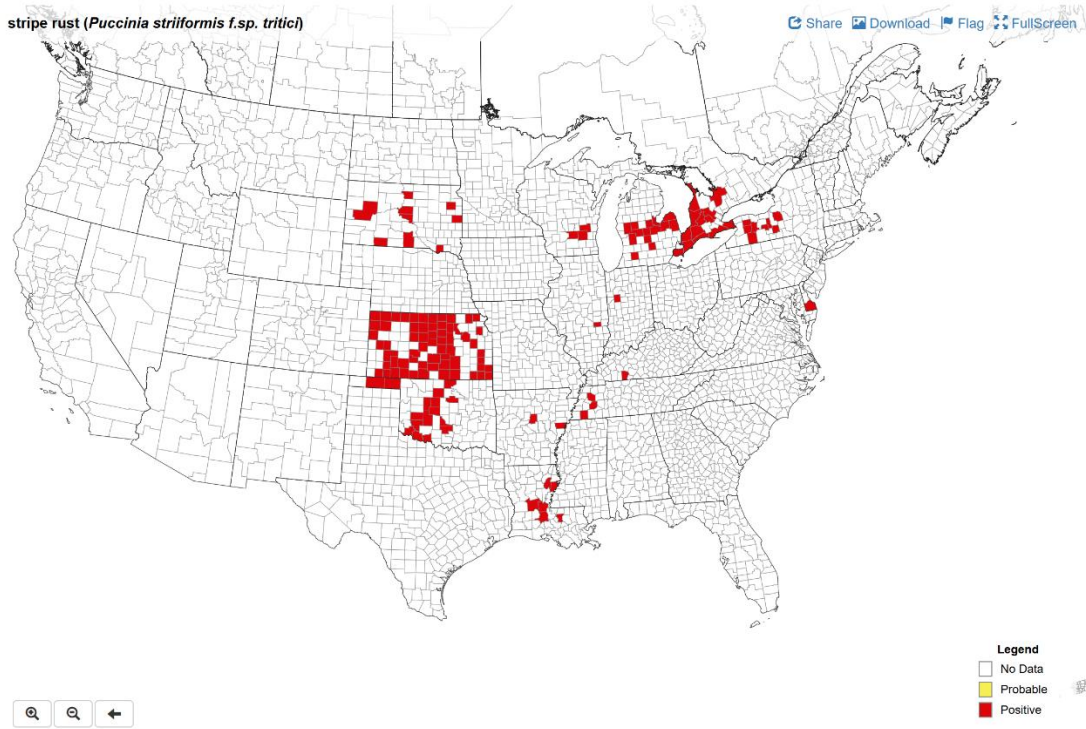 stripe rust (Puccinia striiformis f.sp. tritici)
Share Download Flag FullScreen
Legend
No Data
Probable
Positive